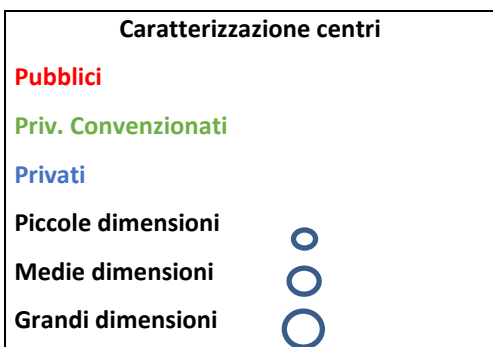 Caratterizzazione centri
Pubblici
Priv. Convenzionati
Privati
Piccole dimensioni
Medie dimensioni
Grandi dimensioni